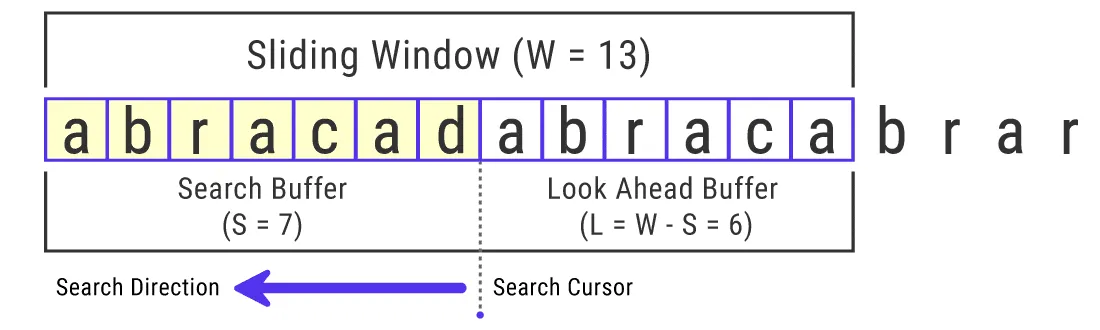 Sliding Window (W = 13)
a b r a c a d a b r a c a b r a r
Search Buffer
(S = 7)
Look Ahead Buffer
(L = W - S = 6)
Search Direction
Search Cursor